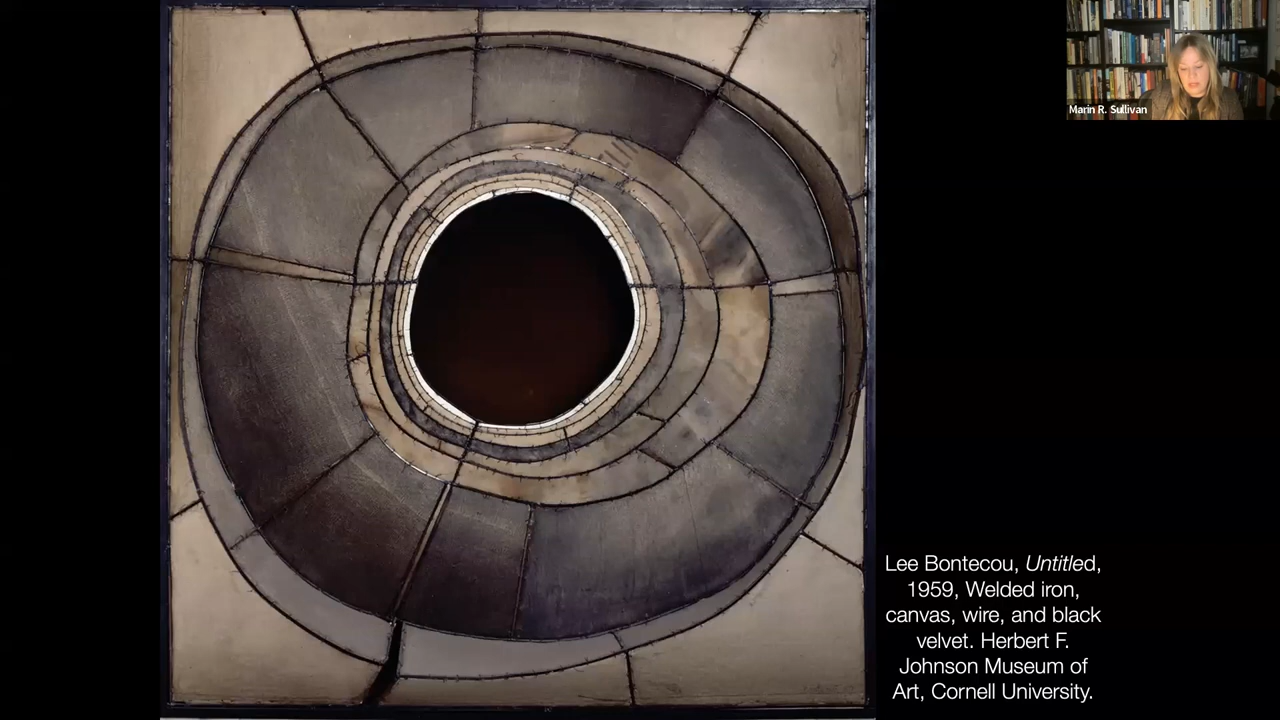 Marin R. Sullivan
Lee Bontecou, Untitled,
1959, Welded iron,
canvas, wire, and black
velvet. Herbert F.
Johnson Museum of
Art, Cornell University.